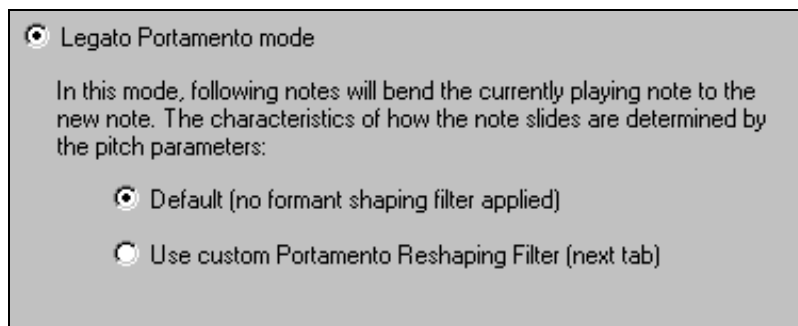 Legato Portamento mode
In this mode, following notes will bend the currently playing note to the
new note. The characteristics of how the note slides are determined by
the pitch parameters:
Default (no formant shaping filter applied)
Use custom Portamento Reshaping Filter (next tab)